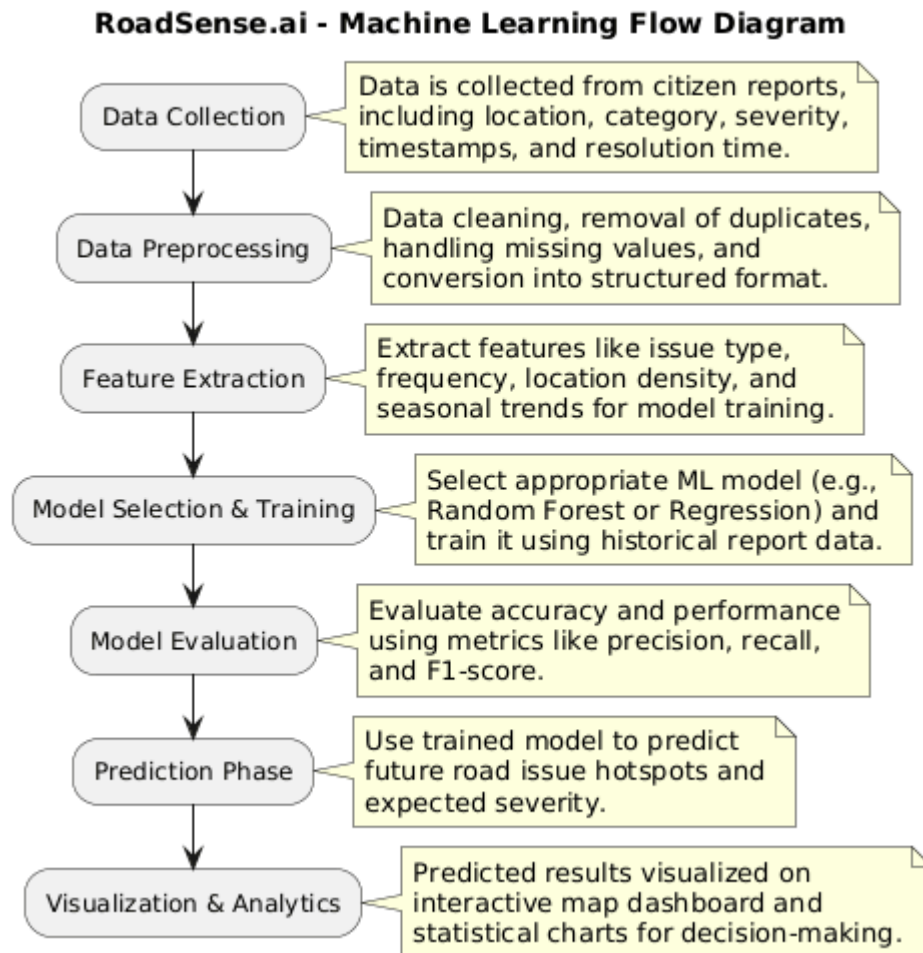 RoadSense.ai - Machine Learning Flow Diagram
Data Collection
Data is collected from citizen reports,
including location, category, severity,
timestamps, and resolution time.
Data Preprocessing
Data cleaning, removal of duplicates,
handling missing values, and
conversion into structured format.
Feature Extraction
Extract features like issue type,
frequency, location density, and
seasonal trends for model training.
Model Selection & Training
Select appropriate ML model (e.g.,
Random Forest or Regression) and
train it using historical report data.
Model Evaluation
Evaluate accuracy and performance
using metrics like precision, recall,
and F1-score.
Prediction Phase
Use trained model to predict
future road issue hotspots and
expected severity.
Visualization & Analytics
Predicted results visualized on
interactive map dashboard and
statistical charts for decision-making.